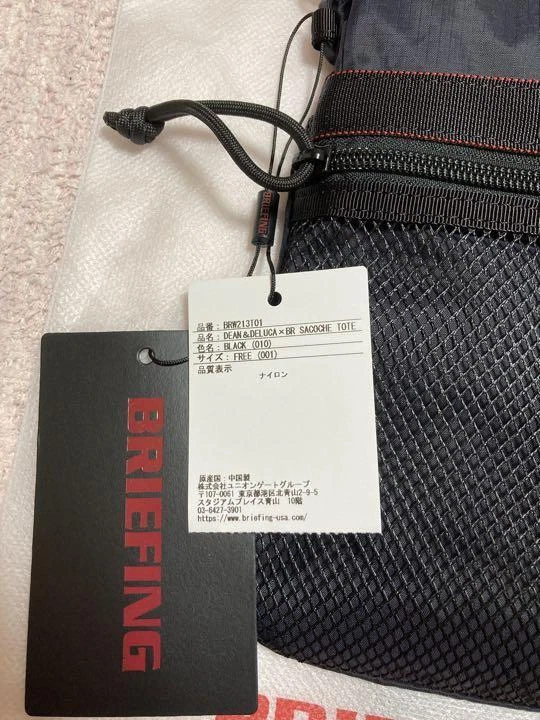 BRIEFING
品番：BRW213T01
品名：DEAN＆DELUCA×BR SACOCHE TOTE
色名：BLACK (010)
サイズ：FREE (001)
品質表示
ナイロン
原産国：中国製
株式会社ユニオンゲートグループ
〒107-0061 東京都港区北青山2-9-5
スタジアムプレイス青山 10階
03-6427-3901
https://www.briefing-usa.com/
BRIEFING
BRIEFING